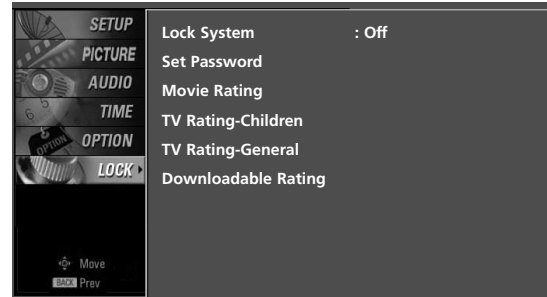 SETUP
PICTURE
AUDIO
TIME
OPTION
LOCK
Move
BACK Prev
Lock System : Off
Set Password
Movie Rating
TV Rating-Children
TV Rating-General
Downloadable Rating